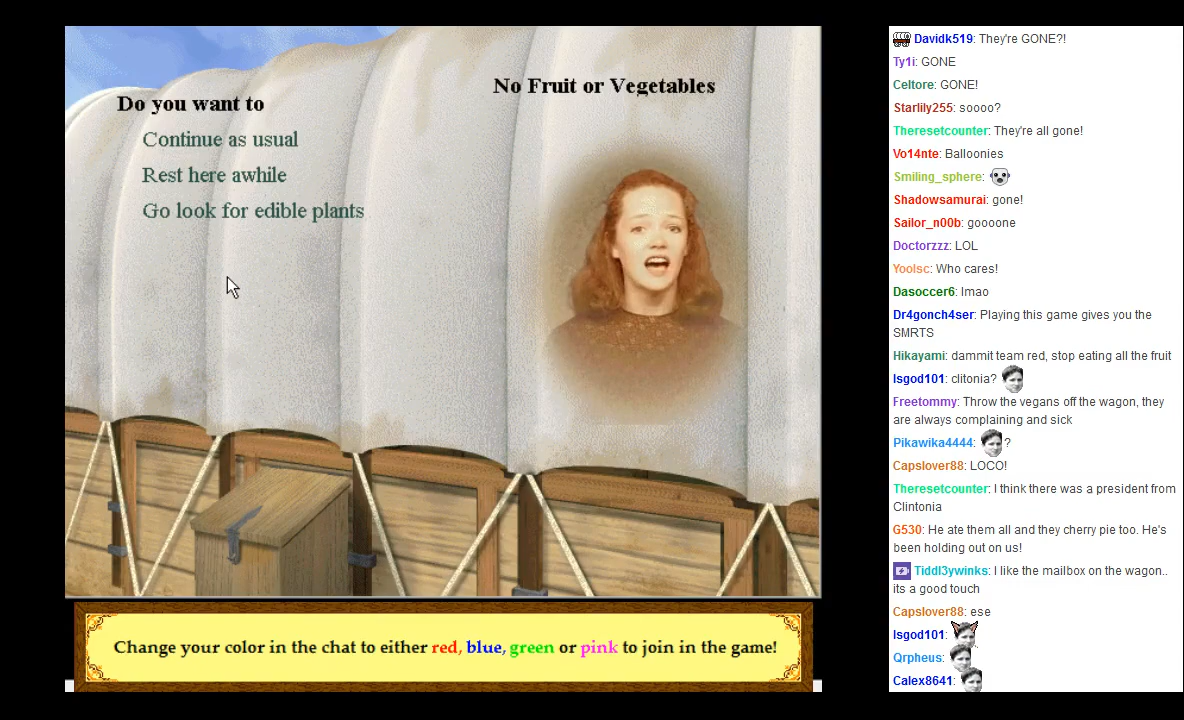 No Fruit or Vegetables
Do you want to
Continue as usual
Rest here awhile
Go look for edible plants
Change your color in the chat to either red, blue, green or pink to join in the game!
Davidk519: They're GONE?!
Ty1i: GONE
Celtore: GONE!
Starlily255: soooo?
Theresetcounter: They're all gone!
Vo14nte: Balloonies
Smiling_sphere:
Shadowsamurai: gone!
Sailor_n00b: goooone
Doctorzzz: LOL
Yoolsc: Who cares!
Dasoccer6: lmao
Dr4gonch4ser: Playing this game gives you the
SMRTS
Hikayami: dammit team red, stop eating all the fruit
Isgod101: clitonia?
Freetommy: Throw the vegans off the wagon, they
are always complaining and sick
Pikawika4444: ?
Capslover88: LOCO!
Theresetcounter: I think there was a president from
Clintonia
G530: He ate them all and they cherry pie too. He's
been holding out on us!
Tiddl3ywinks: I like the mailbox on the wagon..
its a good touch
Capslover88: ese
Isgod101:
Qrpheus:
Calex8641: